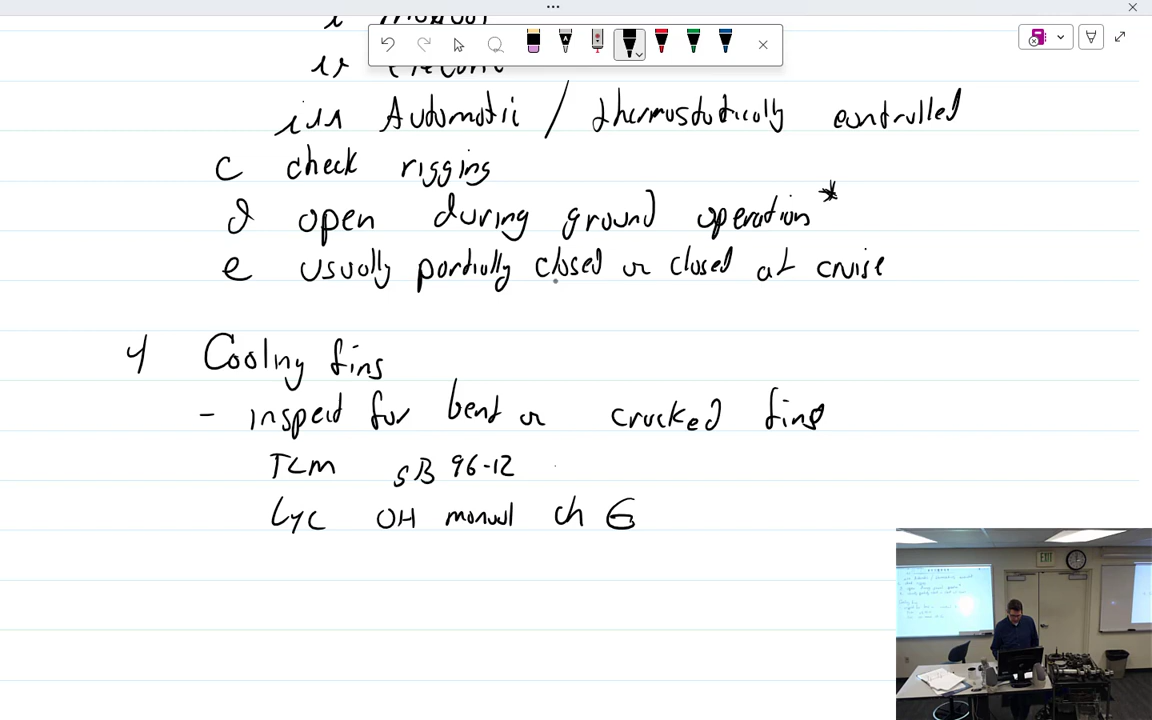 iii Automatic / thermostatically controlled
c check rigging
d open during ground operation*
e usually partially closed or closed at cruise
4 Cooling fins
- inspect for bent or cracked fins
TCM SB 96-12
Lyc OH manual ch 6
EXIT